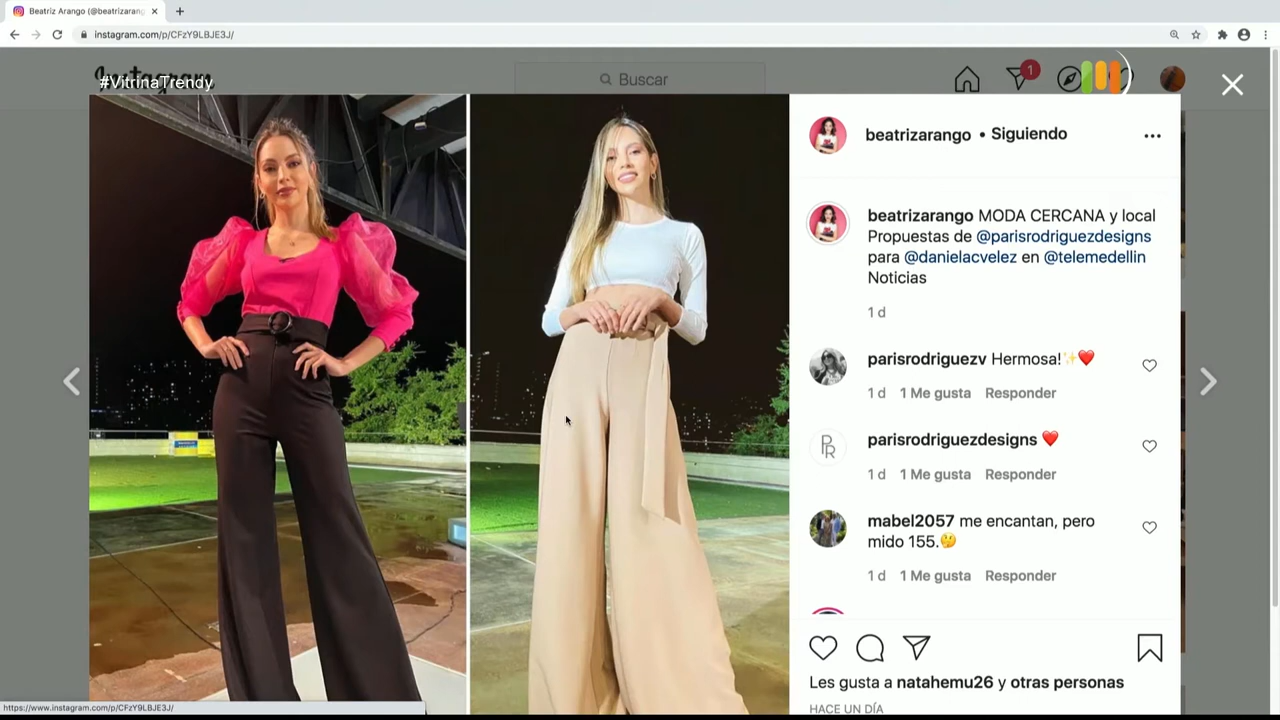 Beatriz Arango (@beatrizarang
instagram.com/p/CFzY9LBJE3J/
Instagram
#VitrinaTrendy
Buscar
1
beatrizarango • Siguiendo
beatrizarango MODA CERCANA y local
Propuestas de @parisrodriguezdesigns
para @danielacvelez en @telemedellin
Noticias
1 d
parisrodriguezv Hermosa!✨❤️
1 d 1 Me gusta Responder
PR
parisrodriguezdesigns ❤️
1 d 1 Me gusta Responder
mabel2057 me encantan, pero
mido 155.🤔
1 d 1 Me gusta Responder
Les gusta a natahemu26 y otras personas
HACE UN DÍA
https://www.instagram.com/p/CFzY9LBJE3J/